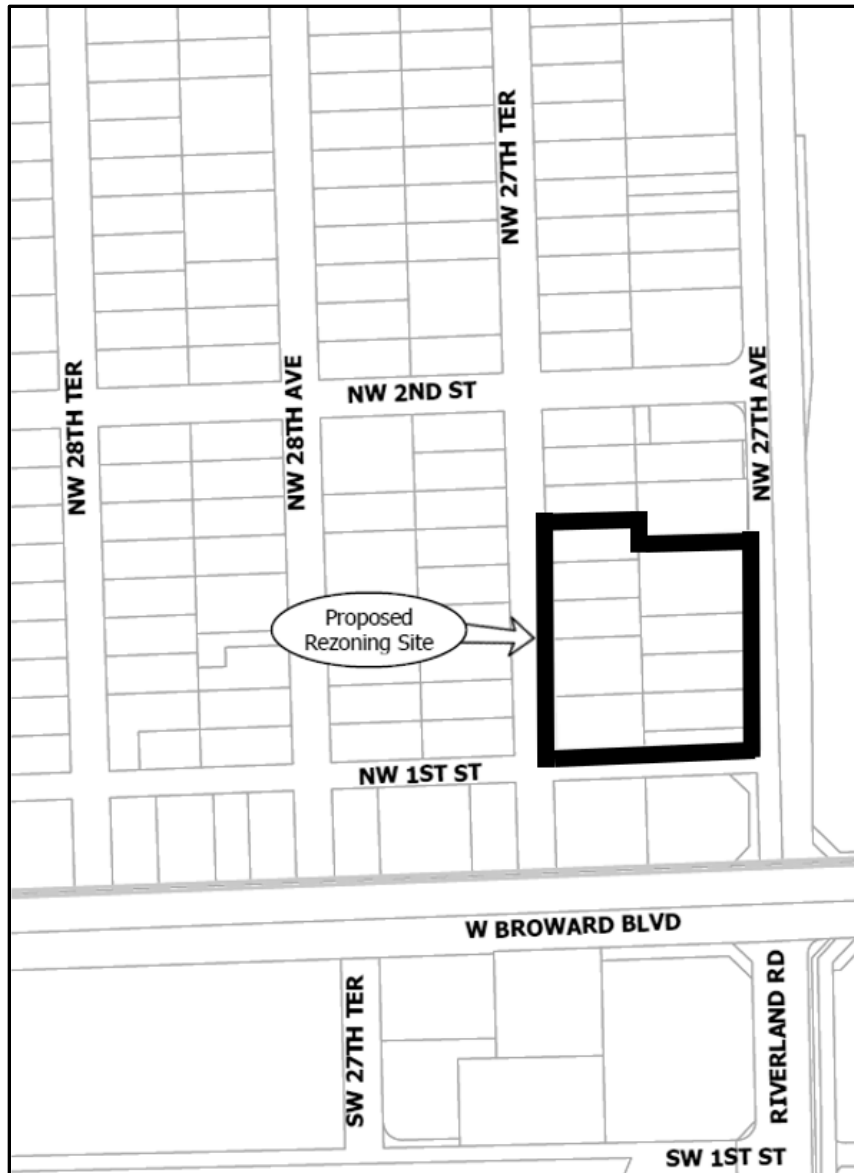 NW 27TH TER
NW 2ND ST
NW 28TH TER
NW 28TH AVE
NW 27TH AVE
Proposed
Rezoning Site
NW 1ST ST
W BROWARD BLVD
SW 27TH TER
RIVERLAND RD
SW 1ST ST